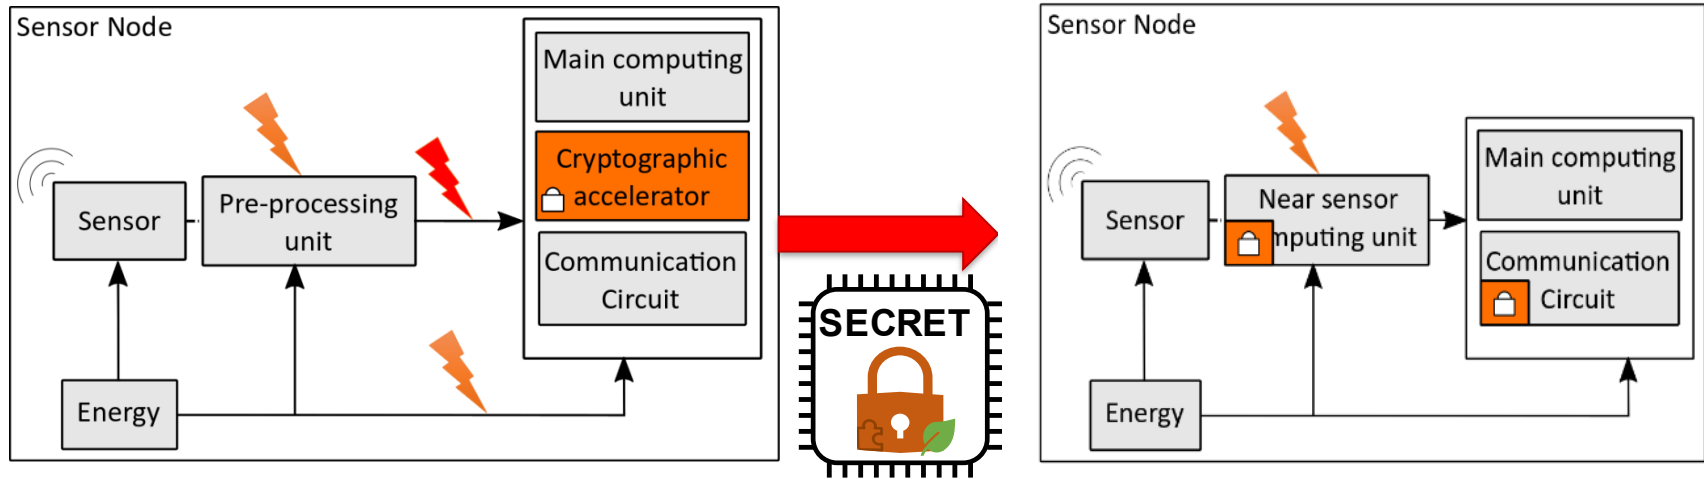 Sensor Node
Main computing
unit
Cryptographic
accelerator
Communication
Circuit
Pre-processing
unit
Sensor
Energy
SECRET
Sensor Node
Main computing
unit
Communication
Circuit
Near sensor
mputing unit
Sensor
Energy